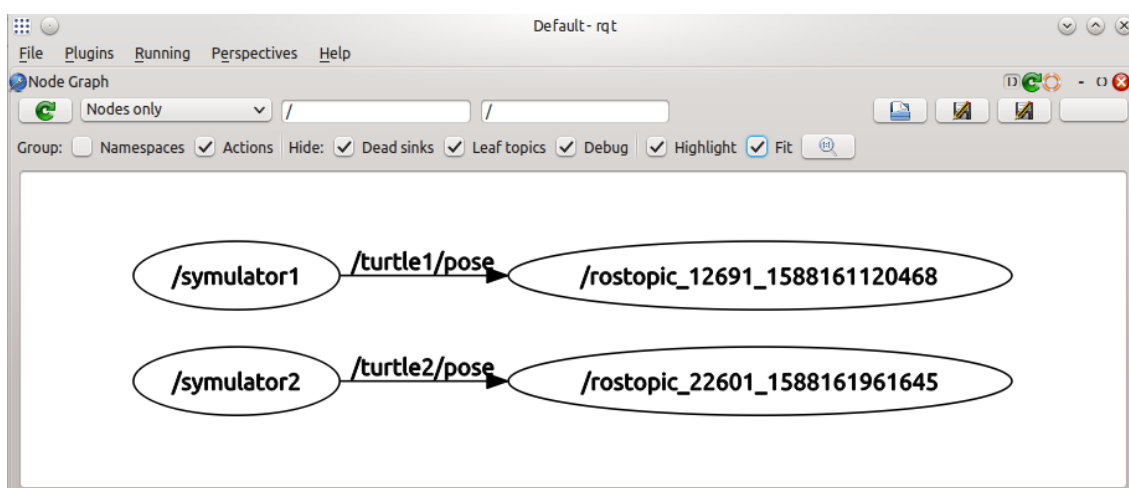 Default - rqt
File Plugins Running Perspectives Help
Node Graph
Nodes only / /
Group: Namespaces Actions Hide: Dead sinks Leaf topics Debug Highlight Fit
/turtle1/pose
/symulator1 /rostopic_12691_1588161120468
/turtle2/pose
/symulator2 /rostopic_22601_1588161961645